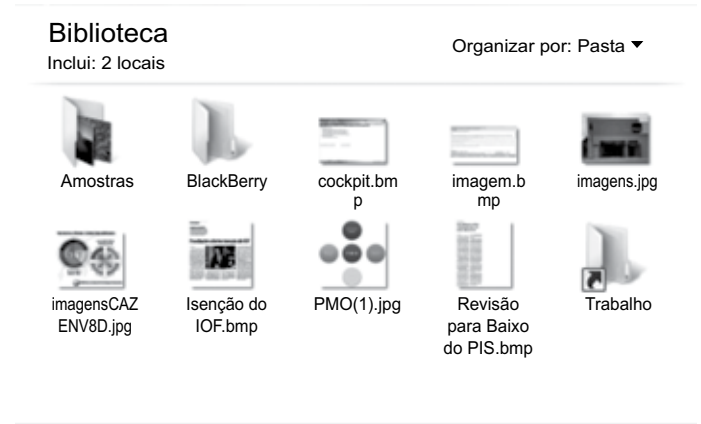 Biblioteca
Inclui: 2 locais
Organizar por: Pasta
Amostras
BlackBerry
cockpit.bm
p
imagem.b
mp
imagens.jpg
imagensCAZ
ENV8D.jpg
Isenção do
IOF.bmp
PMO(1).jpg
Revisão
para Baixo
do PIS.bmp
Trabalho